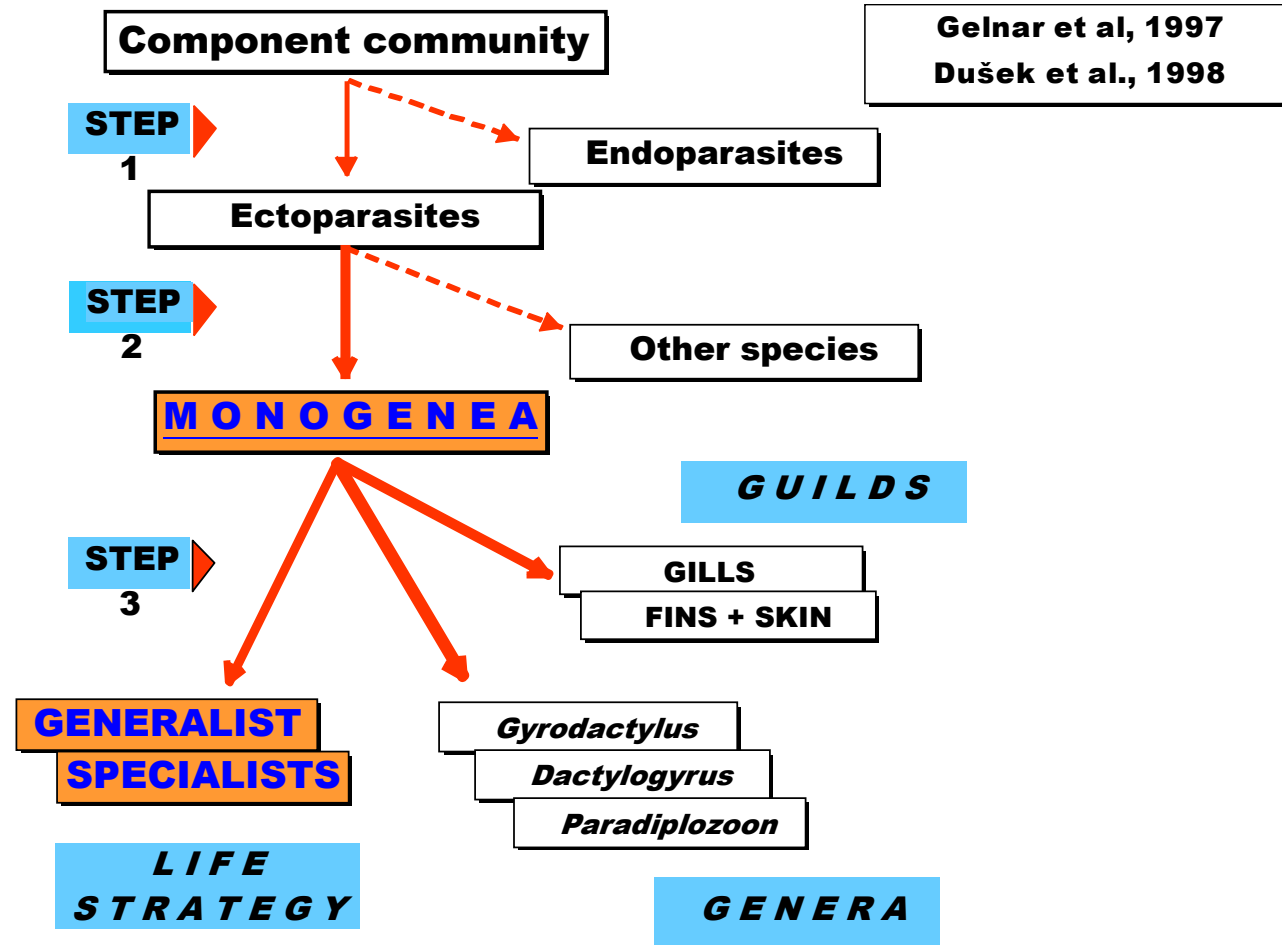 Component community
Gelnar et al, 1997
Dušek et al., 1998
STEP
1
Endoparasites
Ectoparasites
STEP
2
Other species
M O N O G E N E A
G U I L D S
STEP
3
GILLS
FINS + SKIN
GENERALIST
SPECIALISTS
Gyrodactylus
Dactylogyrus
Paradiplozoon
L I F E
S T R A T E G Y
G E N E R A